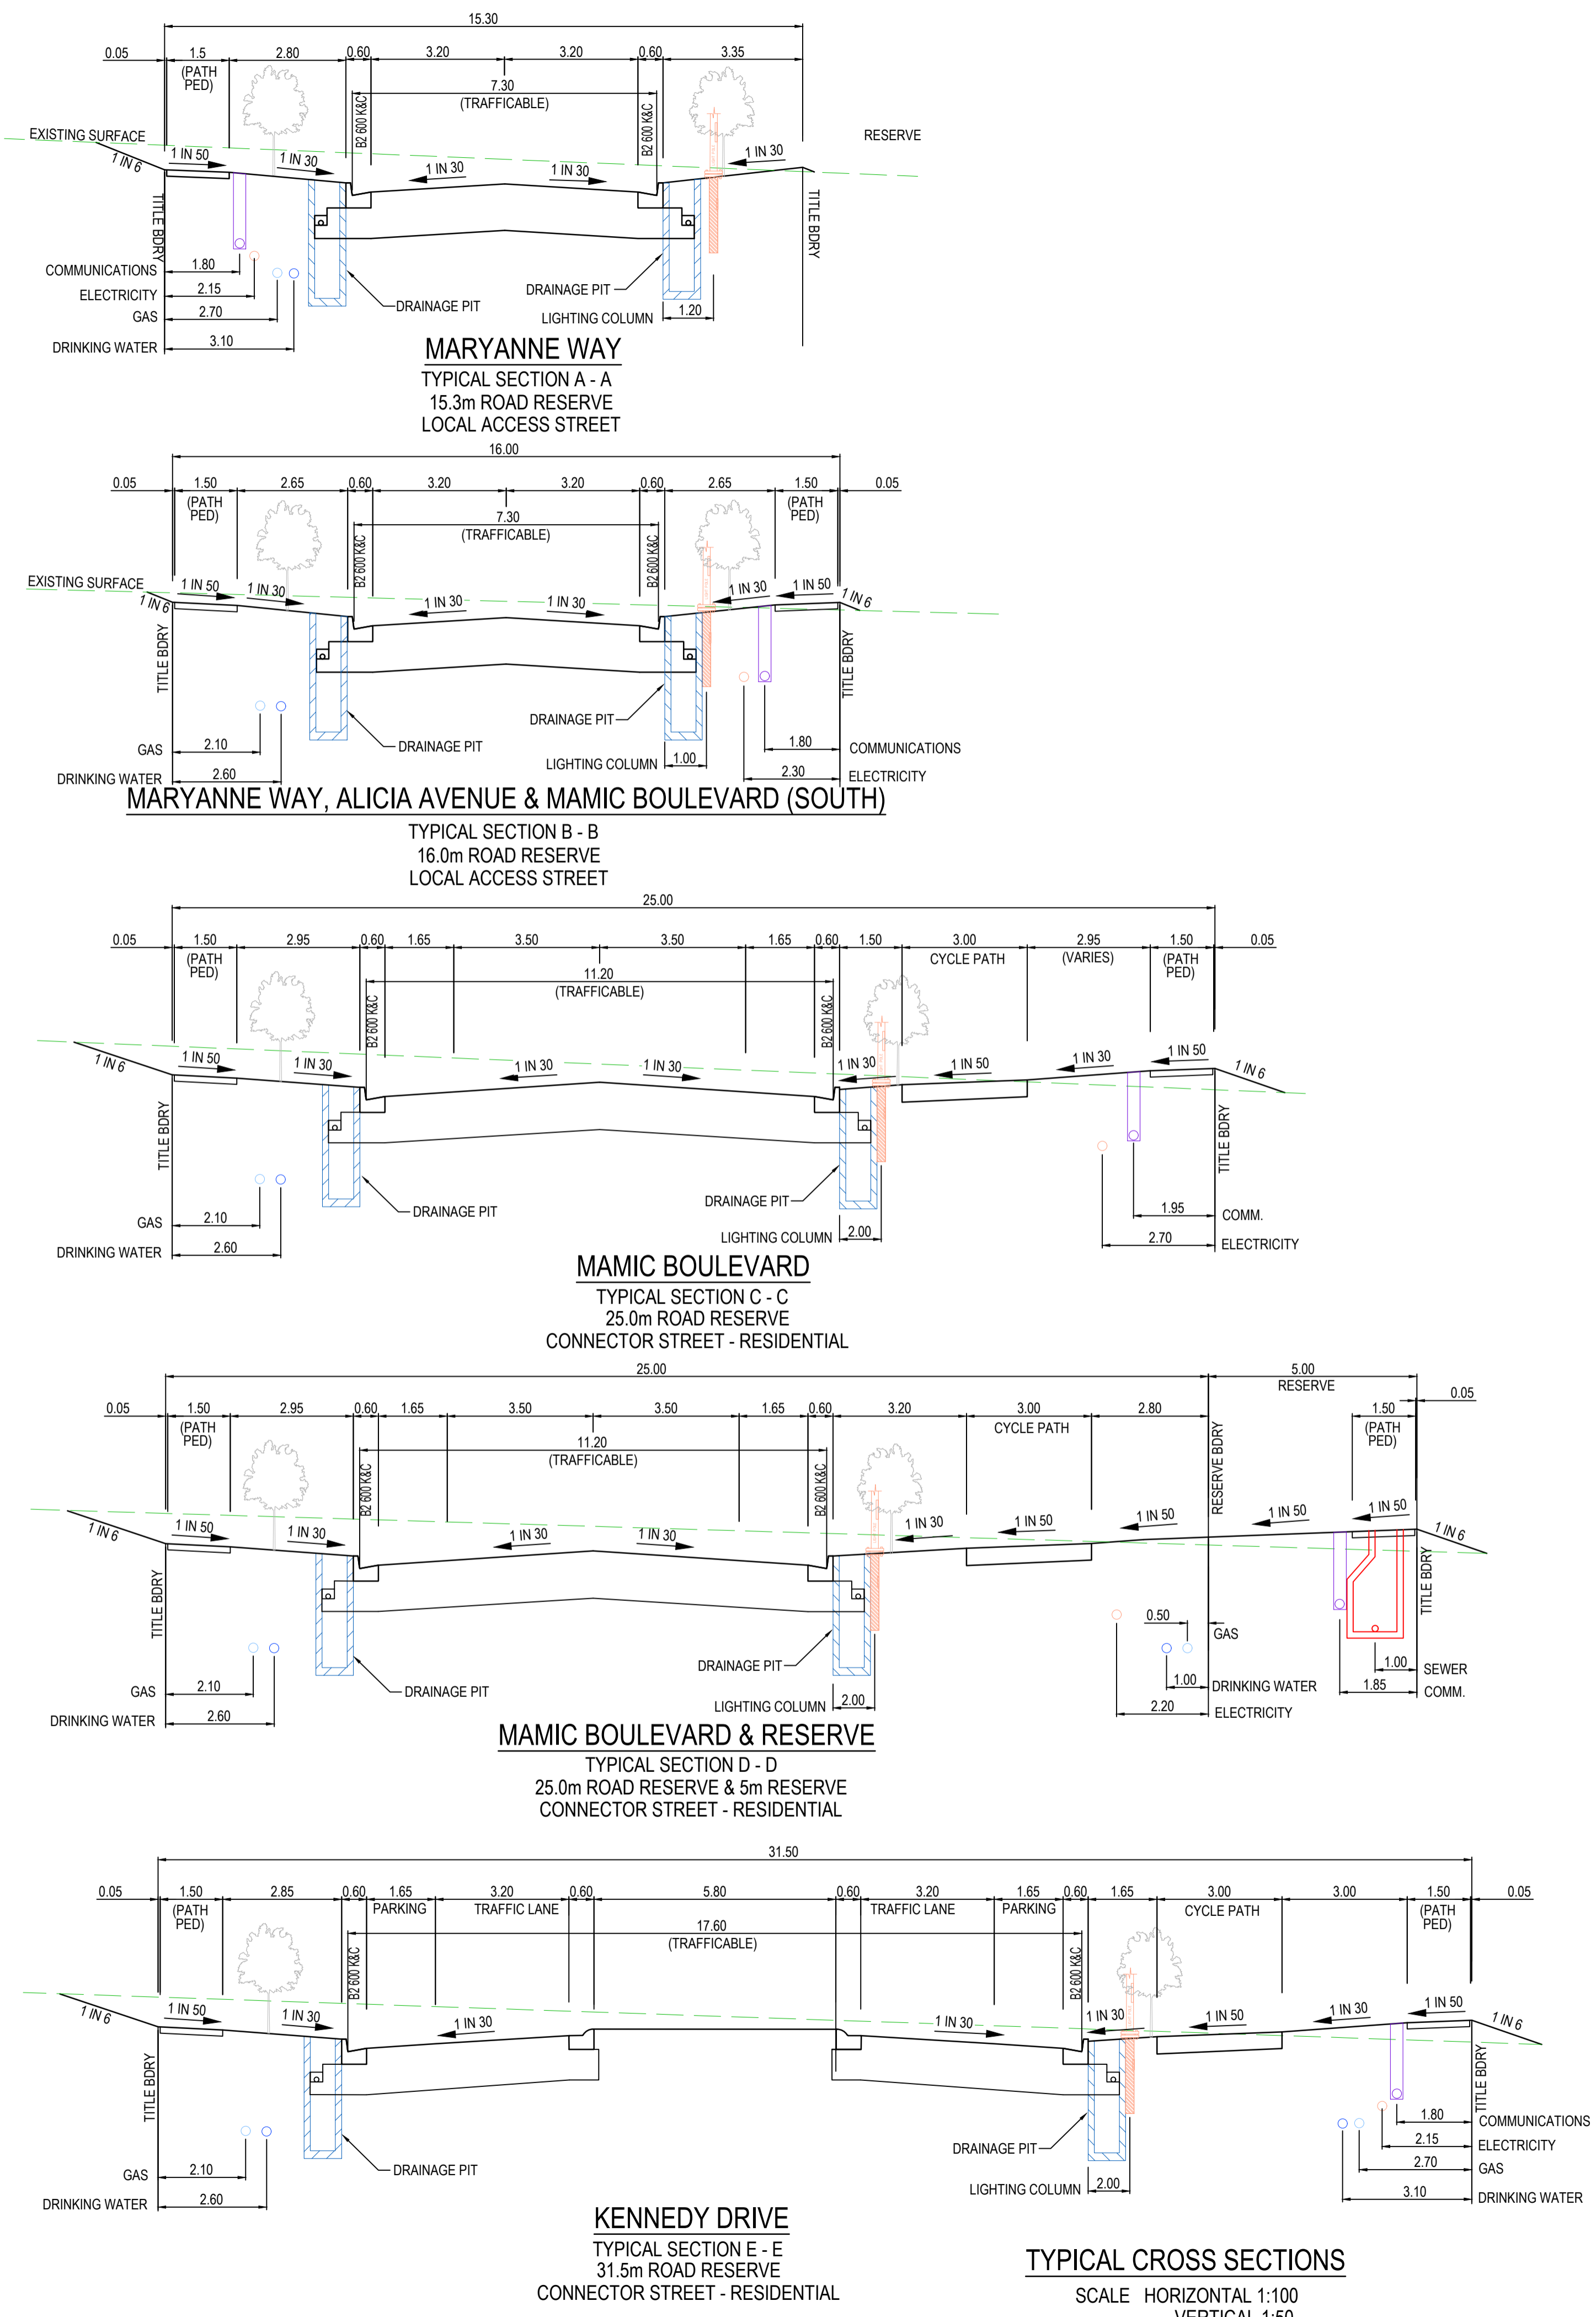 15.30
0.05 1.5 2.80 0.60 3.20 3.20 0.60 3.35
(PATH
PED)
7.30
(TRAFFICABLE)
B2 600 K&C
B2 600 K&C
EXISTING SURFACE
RESERVE
1 IN 6
1 IN 50
1 IN 30
1 IN 30
1 IN 30
1 IN 30
TITLE BDRY
TITLE BDRY
COMMUNICATIONS 1.80
ELECTRICITY 2.15
GAS 2.70
DRINKING WATER 3.10
DRAINAGE PIT
DRAINAGE PIT
LIGHTING COLUMN 1.20
MARYANNE WAY
TYPICAL SECTION A - A
15.3m ROAD RESERVE
LOCAL ACCESS STREET
16.00
0.05 1.50 2.65 0.60 3.20 3.20 0.60 2.65 1.50 0.05
(PATH
PED)
(PATH
PED)
7.30
(TRAFFICABLE)
B2 600 K&C
B2 600 K&C
EXISTING SURFACE
1 IN 6
1 IN 50
1 IN 30
1 IN 30
1 IN 30
1 IN 30
1 IN 50
1 IN 6
TITLE BDRY
TITLE BDRY
GAS 2.10
DRINKING WATER 2.60
DRAINAGE PIT
DRAINAGE PIT
LIGHTING COLUMN 1.00
1.80 COMMUNICATIONS
2.30 ELECTRICITY
MARYANNE WAY, ALICIA AVENUE & MAMIC BOULEVARD (SOUTH)
TYPICAL SECTION B - B
16.0m ROAD RESERVE
LOCAL ACCESS STREET
25.00
0.05 1.50 2.95 0.60 1.65 3.50 3.50 1.65 0.60 1.50 3.00 2.95 1.50 0.05
(PATH
PED)
CYCLE PATH
(VARIES)
(PATH
PED)
11.20
(TRAFFICABLE)
B2 600 K&C
B2 600 K&C
1 IN 6
1 IN 50
1 IN 30
1 IN 30
1 IN 30
1 IN 30
1 IN 50
1 IN 30
1 IN 50
1 IN 6
TITLE BDRY
TITLE BDRY
GAS 2.10
DRINKING WATER 2.60
DRAINAGE PIT
DRAINAGE PIT
LIGHTING COLUMN 2.00
1.95 COMM.
2.70 ELECTRICITY
MAMIC BOULEVARD
TYPICAL SECTION C - C
25.0m ROAD RESERVE
CONNECTOR STREET - RESIDENTIAL
25.00 5.00
RESERVE
0.05 1.50 2.95 0.60 1.65 3.50 3.50 1.65 0.60 3.20 3.00 2.80 1.50 0.05
(PATH
PED)
CYCLE PATH
(PATH
PED)
11.20
(TRAFFICABLE)
B2 600 K&C
B2 600 K&C
RESERVE BDRY
1 IN 6
1 IN 50
1 IN 30
1 IN 30
1 IN 30
1 IN 30
1 IN 50
1 IN 50
1 IN 50
1 IN 50
1 IN 6
TITLE BDRY
TITLE BDRY
GAS 2.10
DRINKING WATER 2.60
DRAINAGE PIT
DRAINAGE PIT
LIGHTING COLUMN 2.00
0.50 GAS
1.00 DRINKING WATER
2.20 ELECTRICITY
1.00 SEWER
1.85 COMM.
MAMIC BOULEVARD & RESERVE
TYPICAL SECTION D - D
25.0m ROAD RESERVE & 5m RESERVE
CONNECTOR STREET - RESIDENTIAL
31.50
0.05 1.50 2.85 0.60 1.65 3.20 0.60 5.80 0.60 3.20 1.65 0.60 1.65 3.00 3.00 1.50 0.05
(PATH
PED)
PARKING
TRAFFIC LANE
TRAFFIC LANE
PARKING
CYCLE PATH
(PATH
PED)
17.60
(TRAFFICABLE)
B2 600 K&C
B2 600 K&C
1 IN 6
1 IN 50
1 IN 30
1 IN 30
1 IN 30
1 IN 30
1 IN 50
1 IN 30
1 IN 50
1 IN 6
TITLE BDRY
TITLE BDRY
GAS 2.10
DRINKING WATER 2.60
DRAINAGE PIT
DRAINAGE PIT
LIGHTING COLUMN 2.00
1.80 COMMUNICATIONS
2.15 ELECTRICITY
2.70 GAS
3.10 DRINKING WATER
KENNEDY DRIVE
TYPICAL SECTION E - E
31.5m ROAD RESERVE
CONNECTOR STREET - RESIDENTIAL
TYPICAL CROSS SECTIONS
SCALE HORIZONTAL 1:100
VERTICAL 1:50